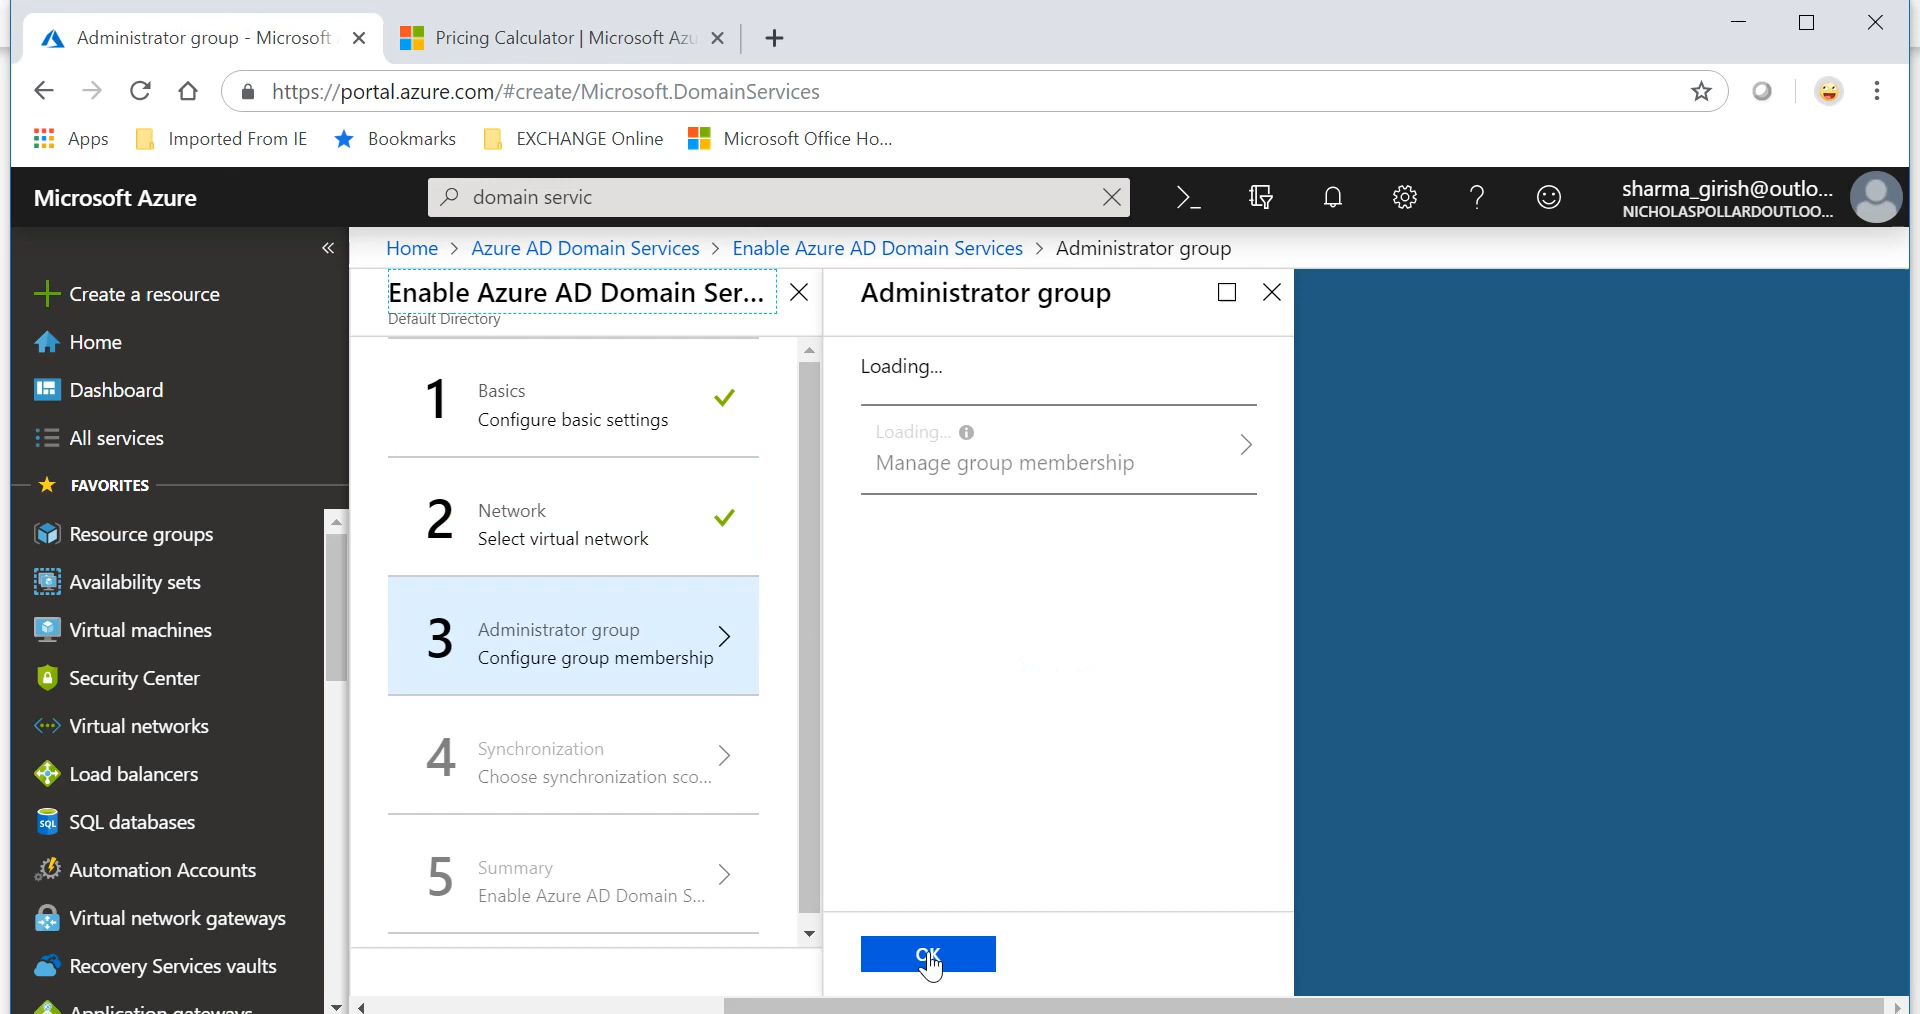 Administrator group - Microsoft
Pricing Calculator | Microsoft Azu
https://portal.azure.com/#create/Microsoft.DomainServices
Apps
Imported From IE
Bookmarks
EXCHANGE Online
Microsoft Office Ho...
Microsoft Azure
domain servic
sharma_girish@outlo...
NICHOLASPOLLARDOUTLOO...
Home > Azure AD Domain Services > Enable Azure AD Domain Services > Administrator group
Create a resource
Home
Dashboard
All services
FAVORITES
Resource groups
Availability sets
Virtual machines
Security Center
Virtual networks
Load balancers
SQL databases
Automation Accounts
Virtual network gateways
Recovery Services vaults
Application gateways
Enable Azure AD Domain Ser...
Default Directory
1
Basics
Configure basic settings
2
Network
Select virtual network
3
Administrator group
Configure group membership
4
Synchronization
Choose synchronization sco...
5
Summary
Enable Azure AD Domain S...
Administrator group
Loading...
Loading...
Manage group membership
OK